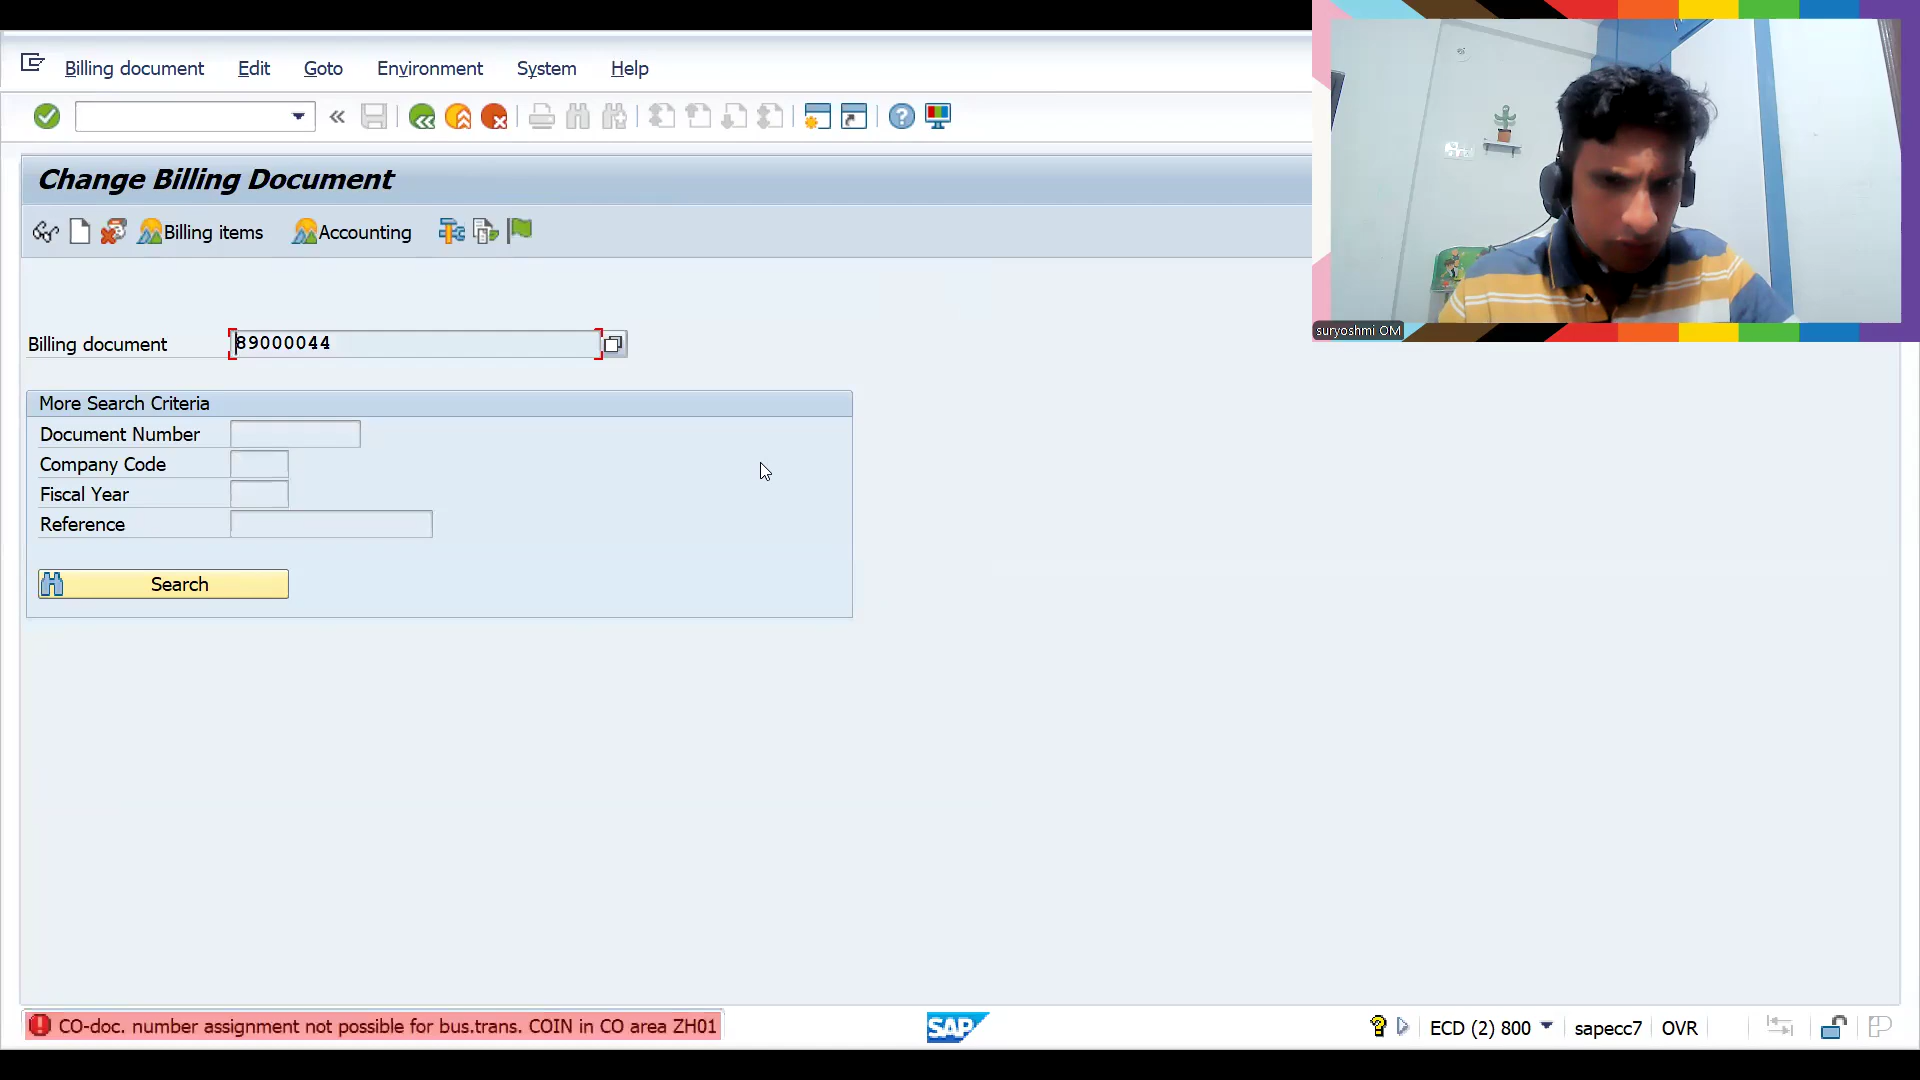 Billing document Edit Goto Environment System Help
Change Billing Document
Billing items Accounting
Billing document 89000044
More Search Criteria
Document Number
Company Code
Fiscal Year
Reference
Search
suryoshmi OM
CO-doc. number assignment not possible for bus.trans. COIN in CO area ZH01
SAP
ECD (2) 800 sapecc7 OVR